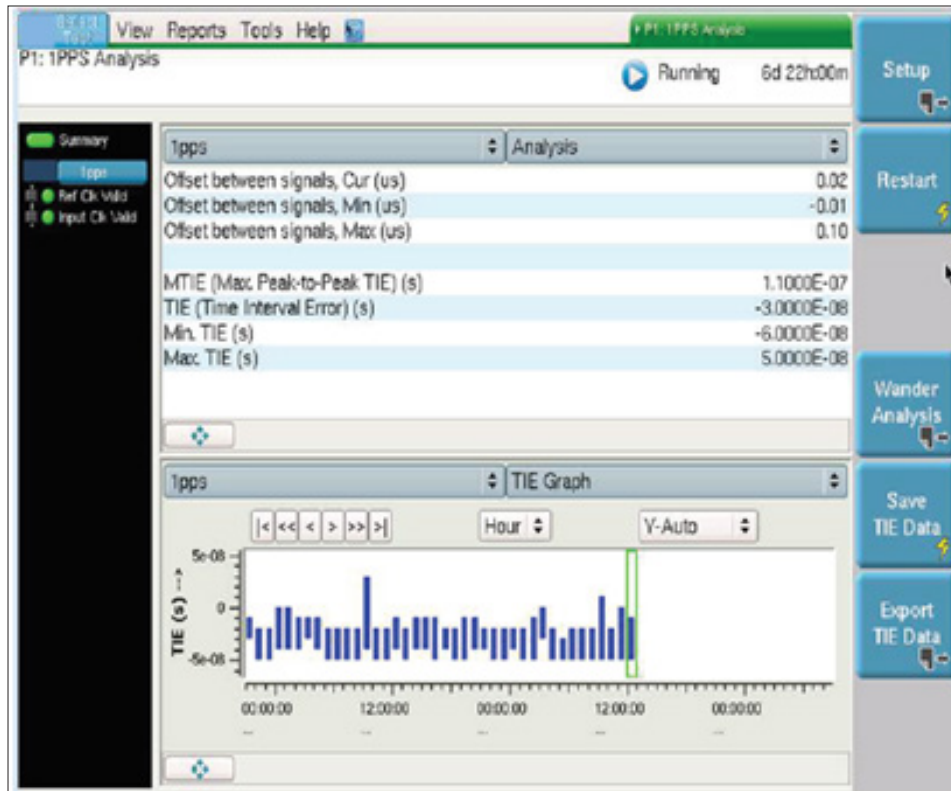 View Reports Tools Help
P1: 1PPS Analysis
P1: 1PPS Analysis
Running 6d 22h:00m
Setup
Restart
Wander
Analysis
Save
TIE Data
Export
TIE Data
Summary
1pps
Ref Clk Valid
Input Clk Valid
1pps Analysis
Offset between signals, Cur (us) 0.02
Offset between signals, Min (us) -0.01
Offset between signals, Max (us) 0.10
MTIE (Max. Peak-to-Peak TIE) (s) 1.1000E-07
TIE (Time Interval Error) (s) -3.0000E-08
Min. TIE (s) -6.0000E-08
Max. TIE (s) 5.0000E-08
1pps TIE Graph
|< << < > >> >| Hour Y-Auto
5e-08
0
-5e-08
TIE (s) -->
00:00:00 12:00:00 00:00:00 12:00:00 00:00:00
-- -- -- -- --